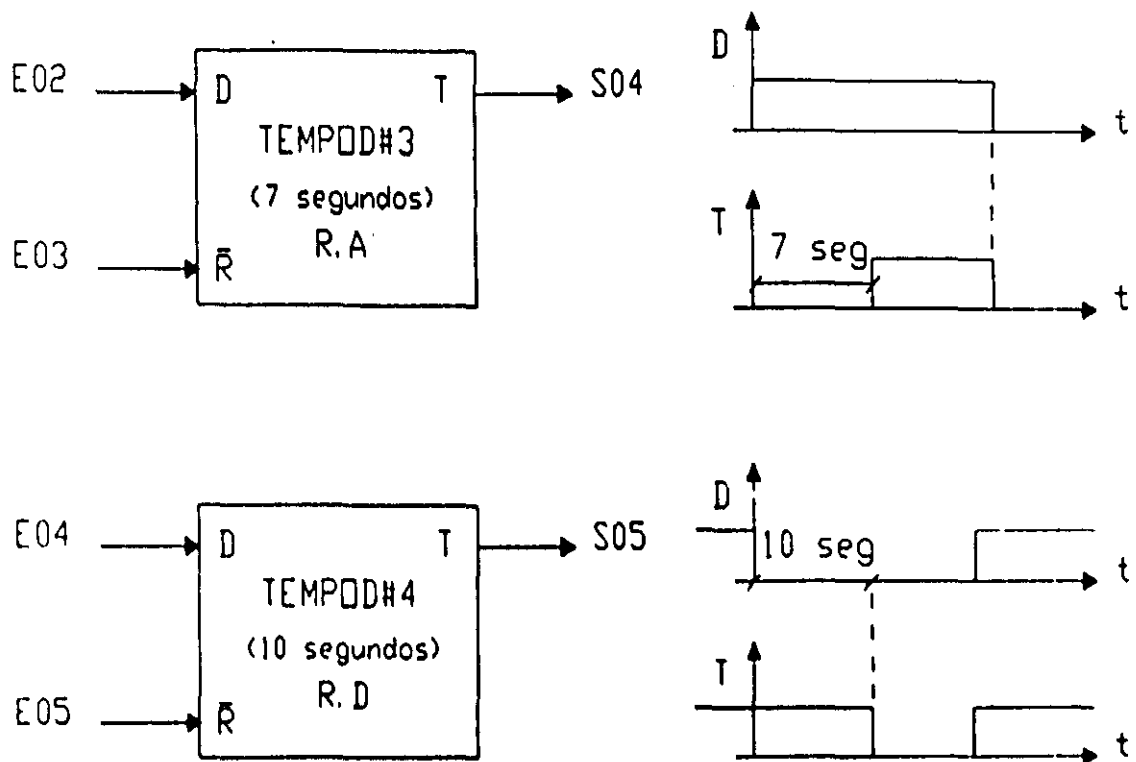 E02
D
T
S04
TEMPOD#3
(7 segundos)
R.A
E03
R̄
D
t
T
7 seg
t
E04
D
T
S05
TEMPOD#4
(10 segundos)
R.D
E05
R̄
D
10 seg
t
T
t